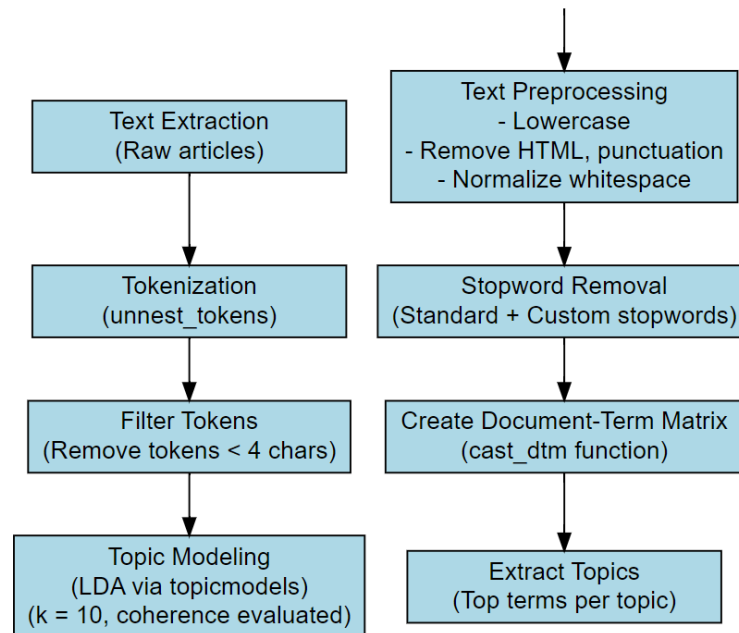 Text Extraction
(Raw articles)
Tokenization
(unnest_tokens)
Filter Tokens
(Remove tokens < 4 chars)
Topic Modeling
(LDA via topicmodels)
(k = 10, coherence evaluated)
Text Preprocessing
- Lowercase
- Remove HTML, punctuation
- Normalize whitespace
Stopword Removal
(Standard + Custom stopwords)
Create Document-Term Matrix
(cast_dtm function)
Extract Topics
(Top terms per topic)